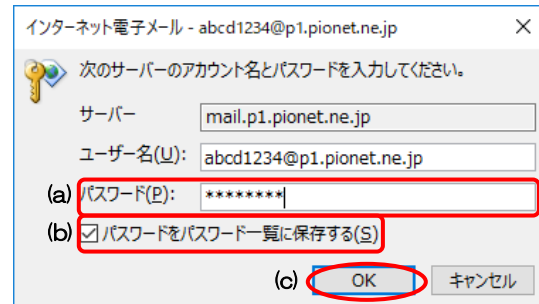 インターネット電子メール - abcd1234@p1.pionet.ne.jp
次のサーバーのアカウント名とパスワードを入力してください。
サーバー mail.p1.pionet.ne.jp
ユーザー名(U): abcd1234@p1.pionet.ne.jp
(a) パスワード(P): ********
(b) パスワードをパスワード一覧に保存する(S)
(c) OK キャンセル